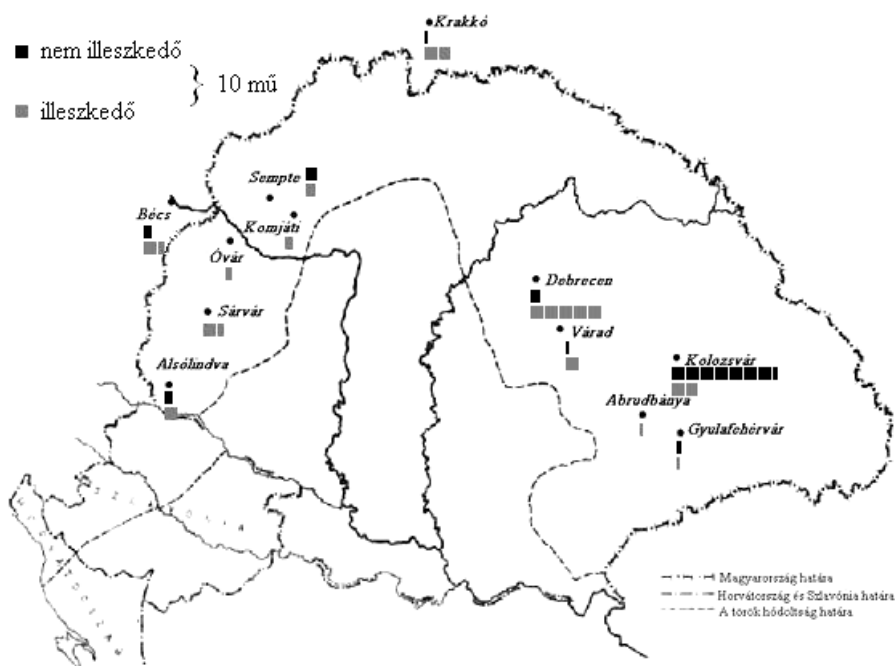 Krakkó
nem illeszkedő
10 mű
illeszkedő
Sempte
Bécs
Komjáti
Óvár
Debrecen
Sárvár
Várad
Alsólindva
Kolozsvár
Abrudbánya
Gyulafehérvár
Magyarország határa
Horvátország és Szlavónia határa
A török hódoltság határa